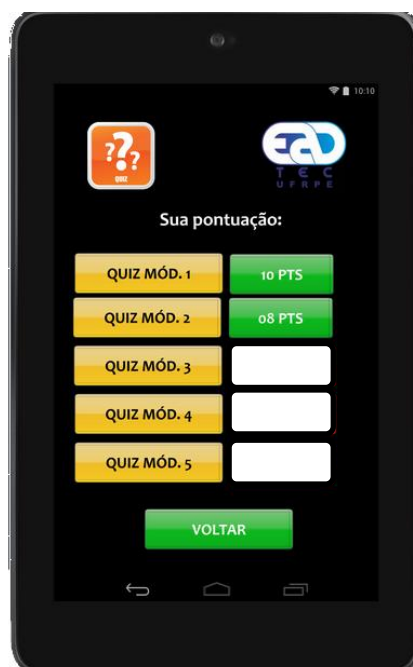 10:10
???
QUIZ
EAD
TEC
UFRPE
Sua pontuação:
QUIZ MÓD. 1 10 PTS
QUIZ MÓD. 2 08 PTS
QUIZ MÓD. 3
QUIZ MÓD. 4
QUIZ MÓD. 5
VOLTAR